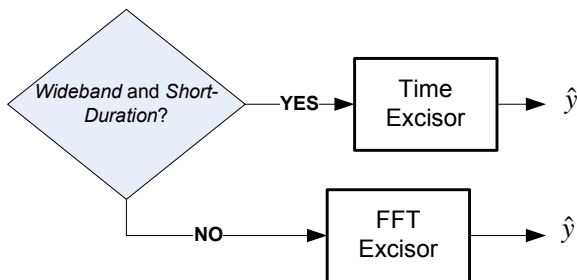 Wideband and Short-
Duration?
YES
Time
Excisor
ŷ
NO
FFT
Excisor
ŷ